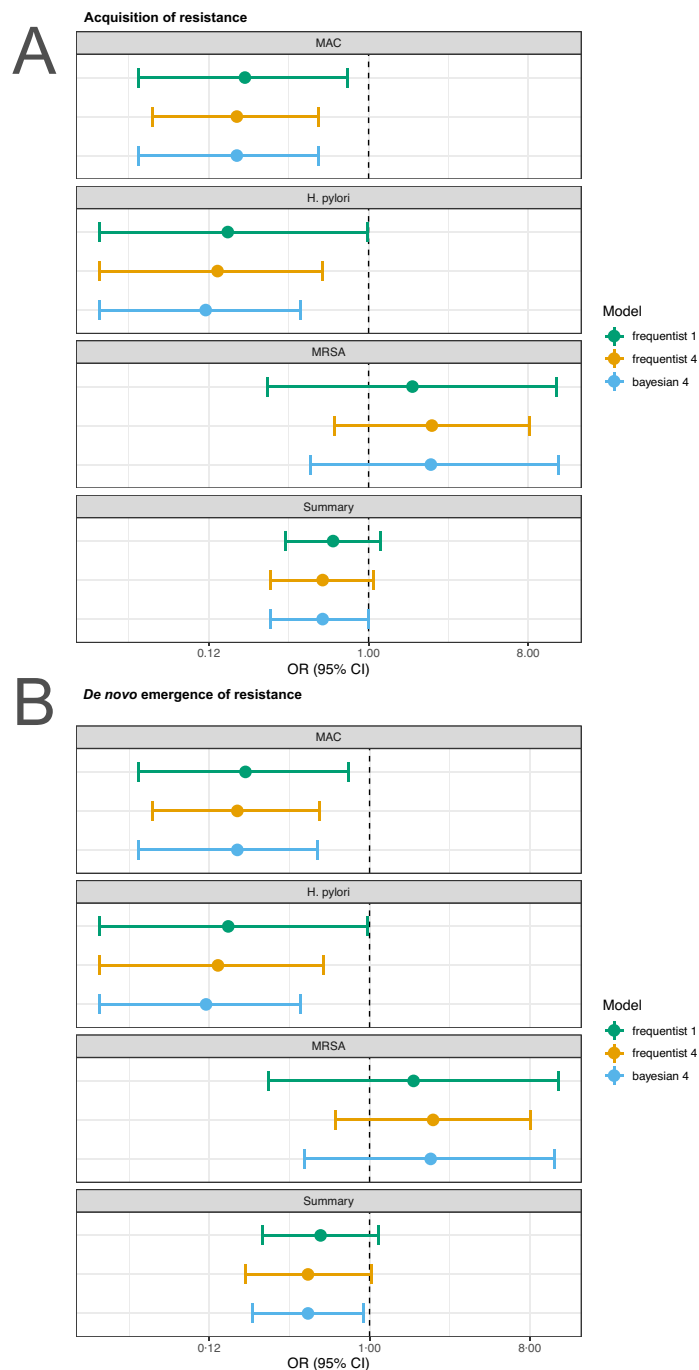 A
Acquisition of resistance
MAC
H. pylori
MRSA
Summary
0.12 1.00 8.00
OR (95% CI)
Model
frequentist 1
frequentist 4
bayesian 4
B
De novo emergence of resistance
MAC
H. pylori
MRSA
Summary
0·12 1·00 8·00
OR (95% CI)
Model
frequentist 1
frequentist 4
bayesian 4